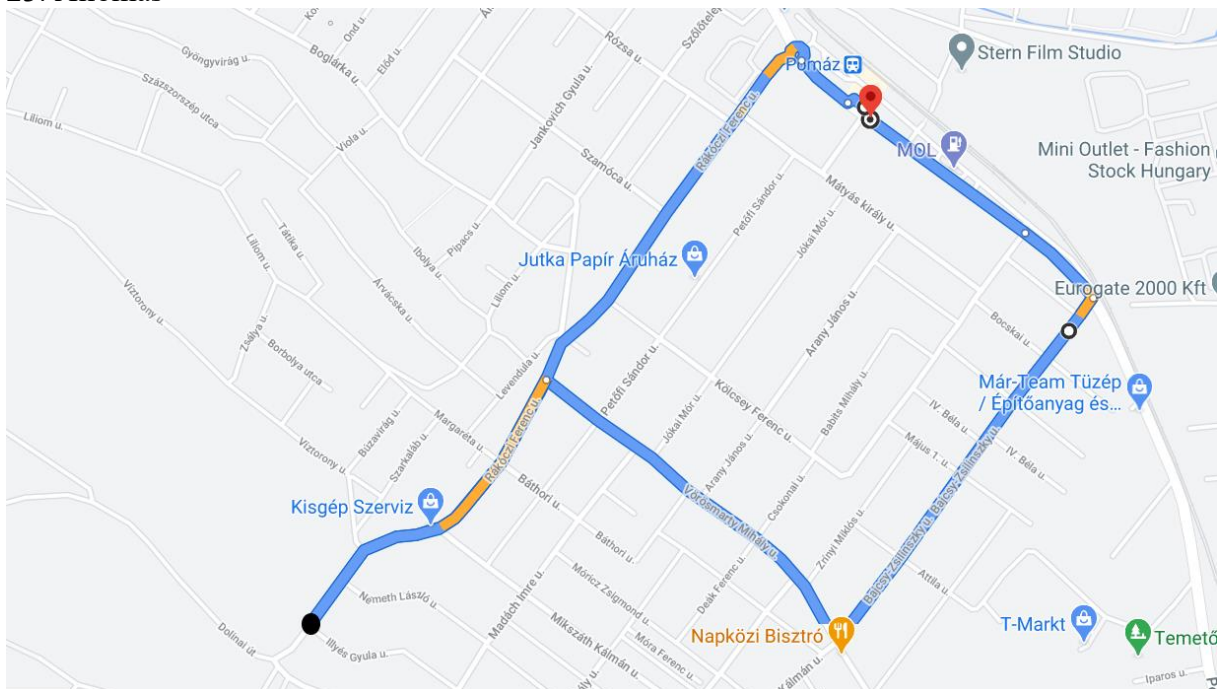 Ond u.
Előd u.
Gyöngyvirág u.
Boglárka u.
Százszorszép utca
Liliom u.
Viola u.
Jankovich Gyula u.
Rózsa u.
Szamóca u.
Pomáz
Stern Film Studio
MOL
Mini Outlet - Fashion
Stock Hungary
Rákóczi Ferenc u.
Petőfi Sándor u.
Mátyás király u.
Jókai Mór u.
Tátika u.
Liliom u.
Ibolya u.
Pipacs u.
Jutka Papír Áruház
Liliom u.
Árvácska u.
Víztorony u.
Zsálya u.
Borbolya utca
Levendula u.
Arany János u.
Eurogate 2000 Kft
Bocskai u.
Petőfi Sándor u.
Kölcsey Ferenc u.
Babits Mihály u.
Már-Team Tüzép
/ Építőanyag és...
Búzavirág u.
Margaréta u.
Szarkaláb u.
Rákóczi Ferenc u.
Jókai Mór u.
Arany János u.
IV. Béla u.
IV. Béla u.
Május 1. u.
Víztorony u.
Báthori u.
Csokonai u.
Vörösmarty Mihály u.
Bajcsy-Zsilinszky u.
Bajcsy-Zsilinszky u.
Kisgép Szerviz
Báthori u.
Zrínyi Miklós u.
Attila u.
Deák Ferenc u.
Móricz Zsigmond u.
Nemeth László u.
Madách Imre u.
Mikszáth Kálmán u.
Móra Ferenc u.
Napközi Bisztró
T-Markt
Temető
Dolinai út
Illyés Gyula u.
Kálmán u.
Iparos u.